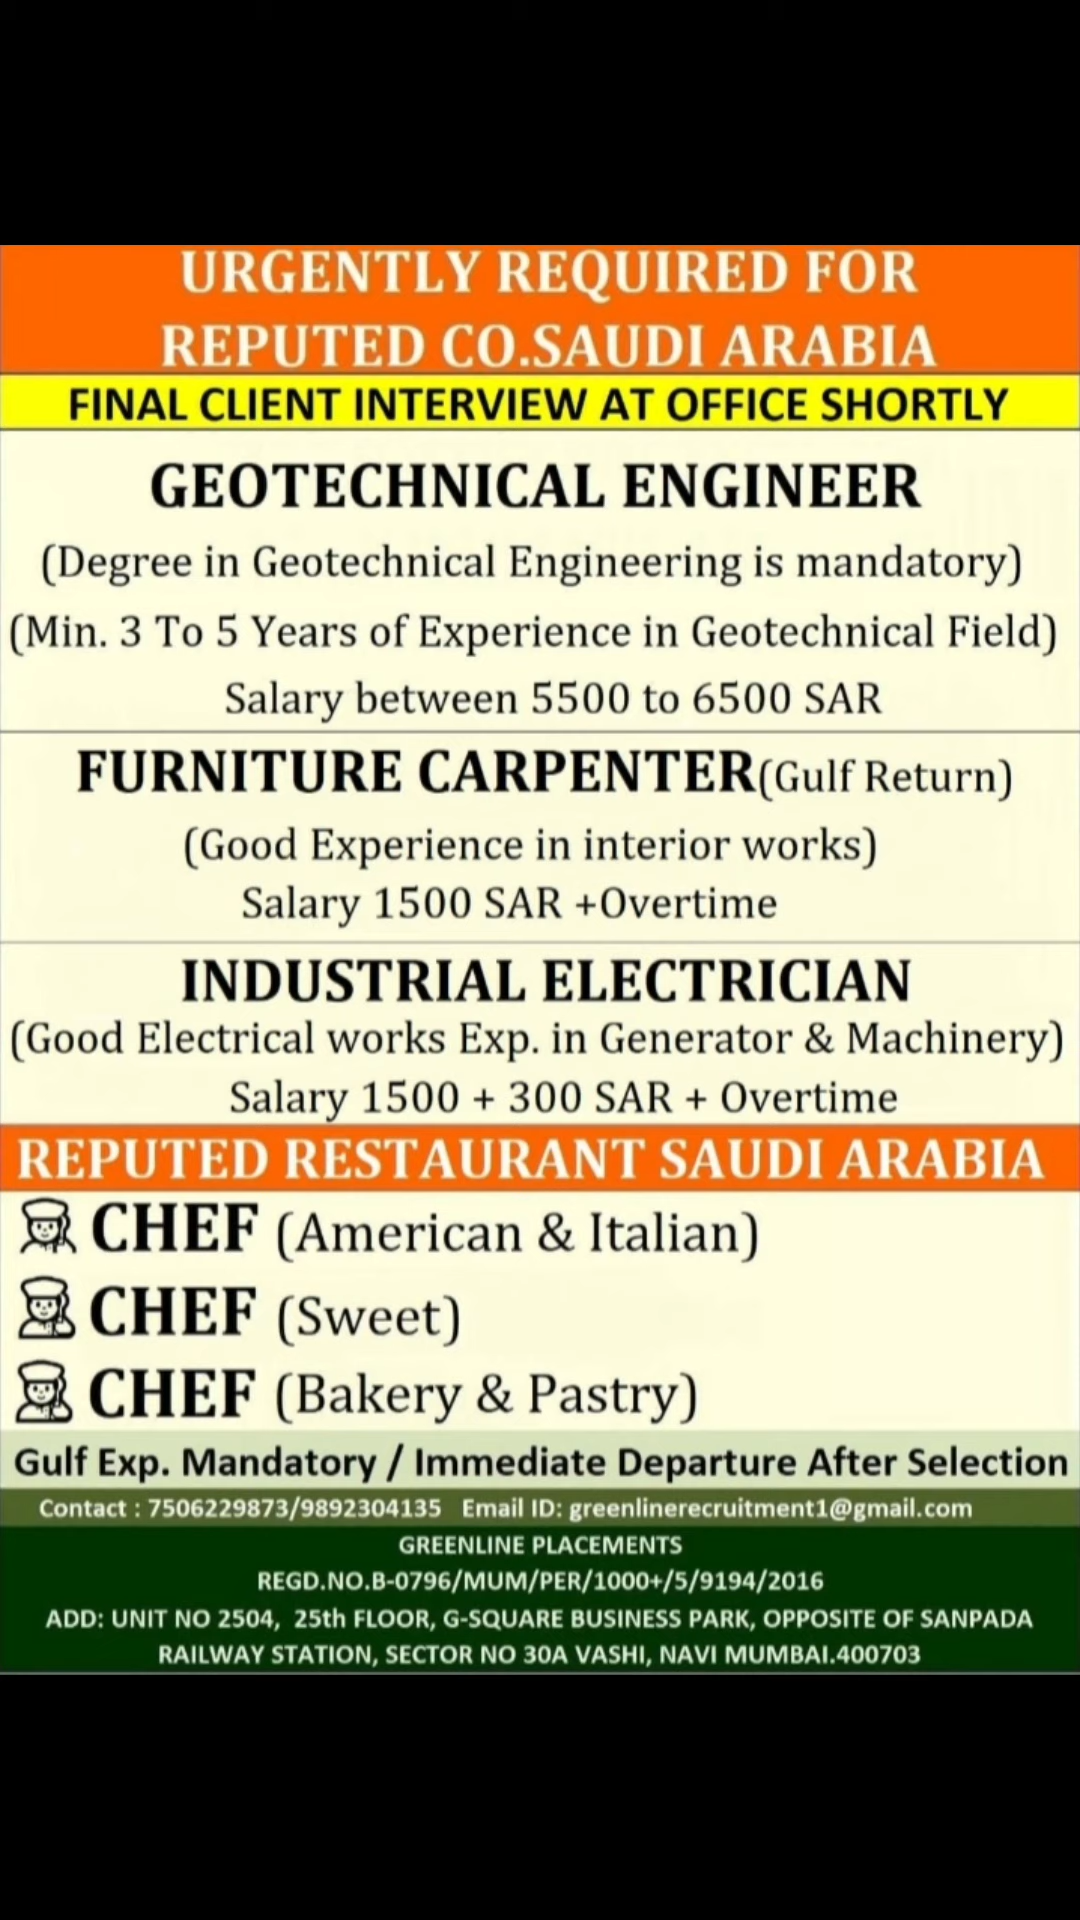 URGENTLY REQUIRED FOR
REPUTED CO.SAUDI ARABIA
FINAL CLIENT INTERVIEW AT OFFICE SHORTLY
GEOTECHNICAL ENGINEER
(Degree in Geotechnical Engineering is mandatory)
(Min. 3 To 5 Years of Experience in Geotechnical Field)
Salary between 5500 to 6500 SAR
FURNITURE CARPENTER(Gulf Return)
(Good Experience in interior works)
Salary 1500 SAR +Overtime
INDUSTRIAL ELECTRICIAN
(Good Electrical works Exp. in Generator & Machinery)
Salary 1500 + 300 SAR + Overtime
REPUTED RESTAURANT SAUDI ARABIA
CHEF (American & Italian)
CHEF (Sweet)
CHEF (Bakery & Pastry)
Gulf Exp. Mandatory / Immediate Departure After Selection
Contact : 7506229873/9892304135 Email ID: greenlinerecruitment1@gmail.com
GREENLINE PLACEMENTS
REGD.NO.B-0796/MUM/PER/1000+/5/9194/2016
ADD: UNIT NO 2504, 25th FLOOR, G-SQUARE BUSINESS PARK, OPPOSITE OF SANPADA
RAILWAY STATION, SECTOR NO 30A VASHI, NAVI MUMBAI.400703